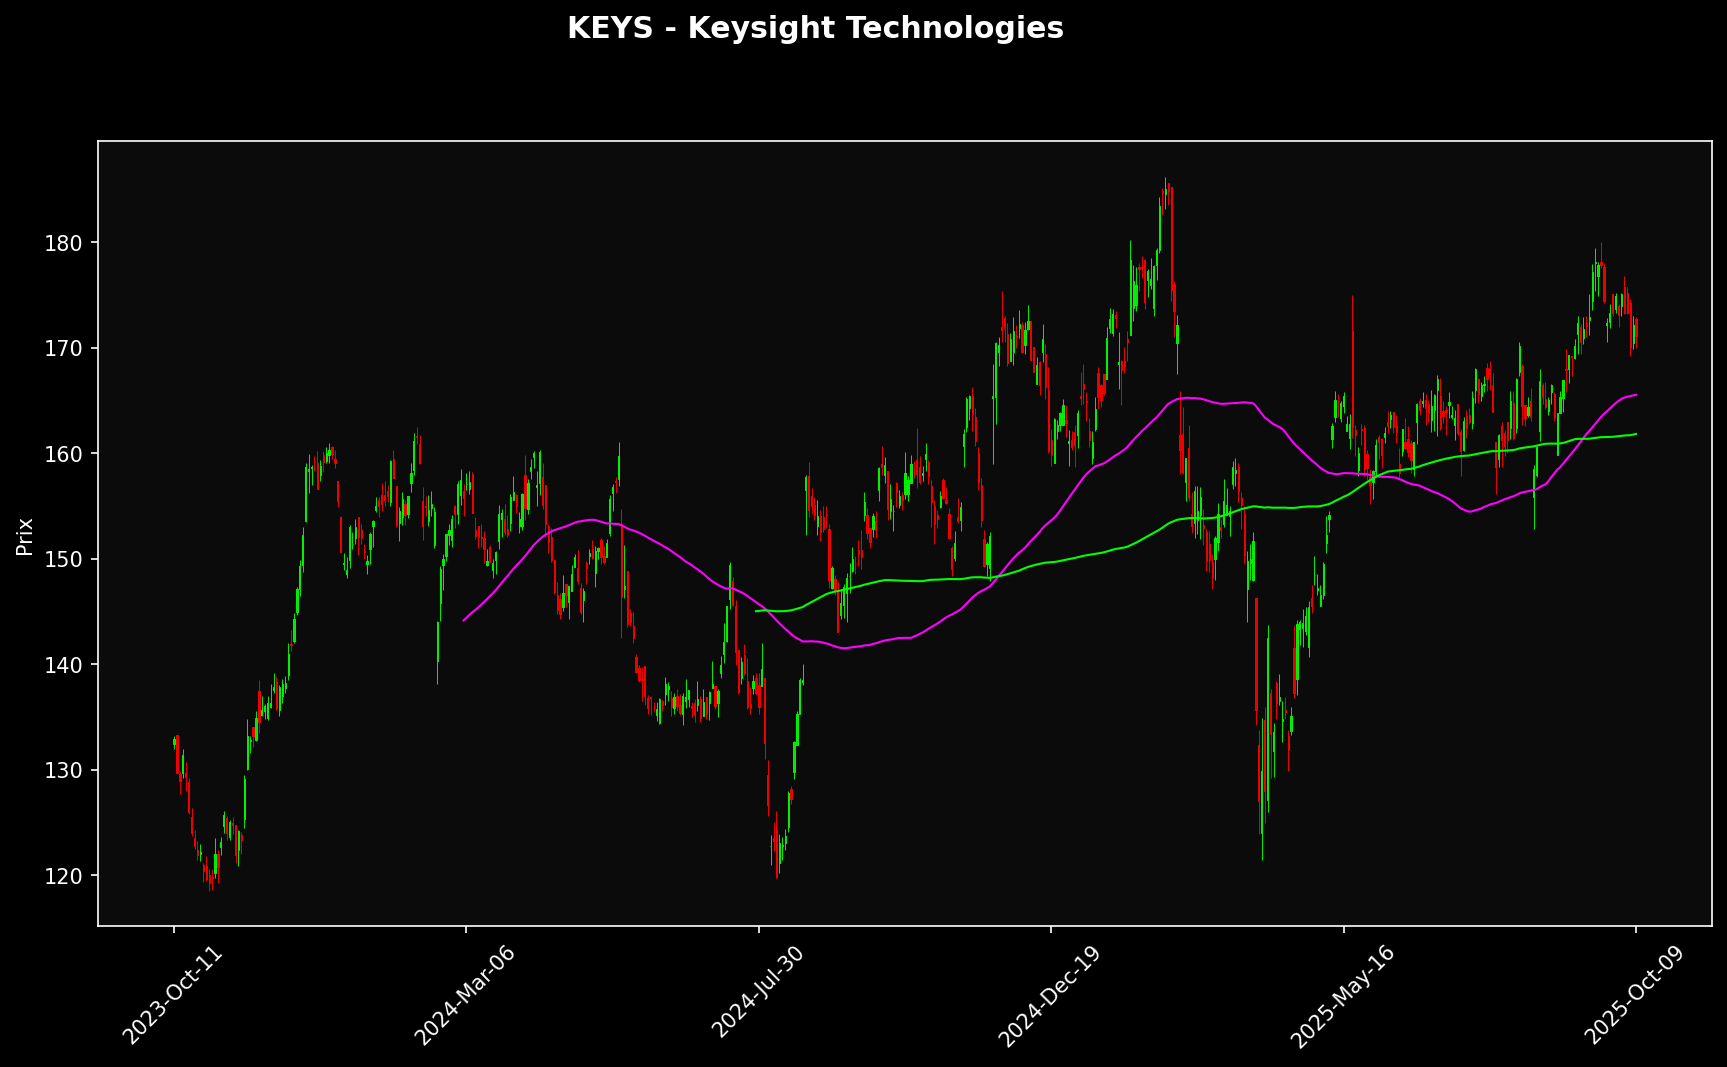 KEYS - Keysight Technologies
Prix
180
170
160
150
140
130
120
2023-Oct-11
2024-Mar-06
2024-Jul-30
2024-Dec-19
2025-May-16
2025-Oct-09